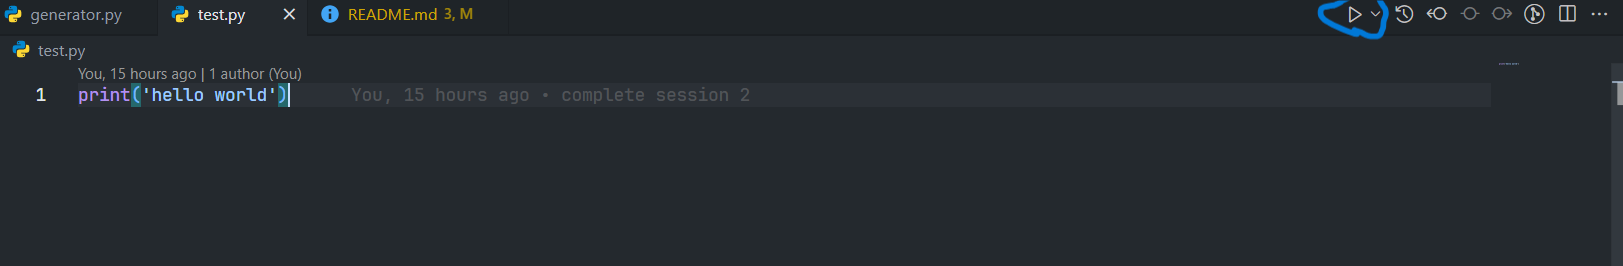 generator.py test.py README.md 3, M
test.py
You, 15 hours ago | 1 author (You)
1 print('hello world') You, 15 hours ago • complete session 2